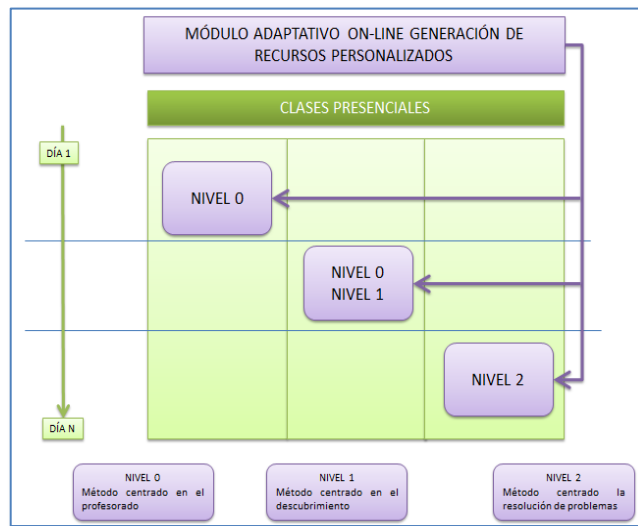 MÓDULO ADAPTATIVO ON-LINE GENERACIÓN DE
RECURSOS PERSONALIZADOS
CLASES PRESENCIALES
DÍA 1
NIVEL 0
NIVEL 0
NIVEL 1
NIVEL 2
DÍA N
NIVEL 0
Método centrado en el
profesorado
NIVEL 1
Método centrado en el
descubrimiento
NIVEL 2
Método centrado la
resolución de problemas